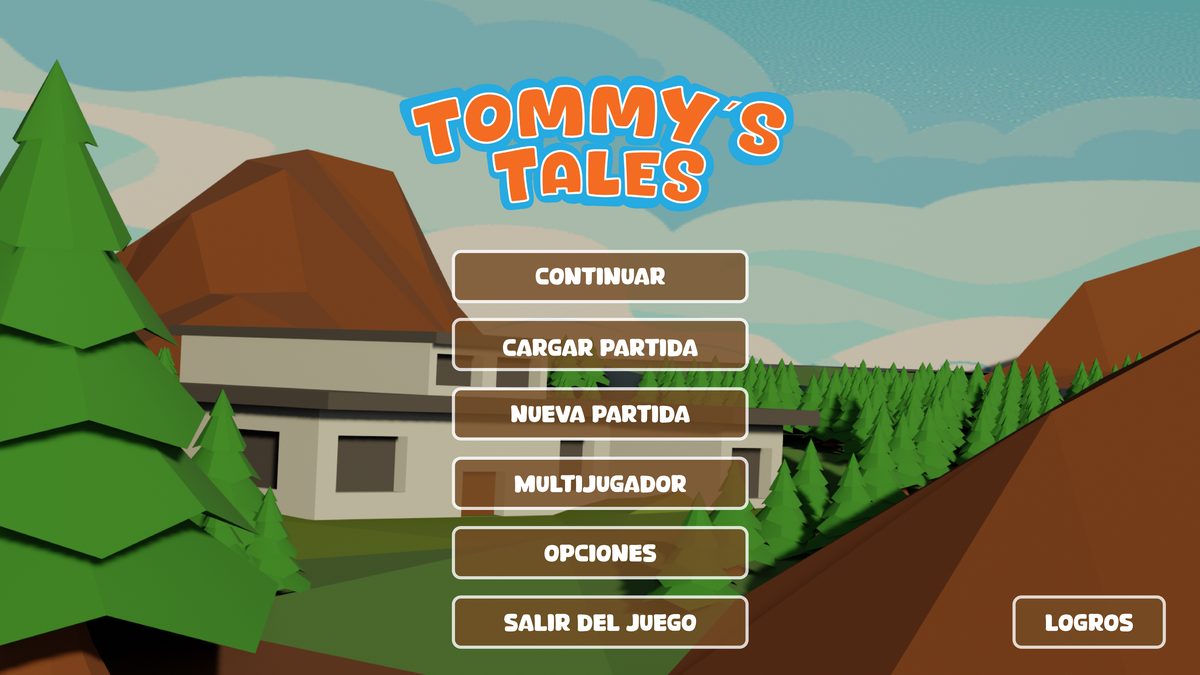 TOMMY´S
TALES
CONTINUAR
CARGAR PARTIDA
NUEVA PARTIDA
MULTIJUGADOR
OPCIONES
SALIR DEL JUEGO
LOGROS